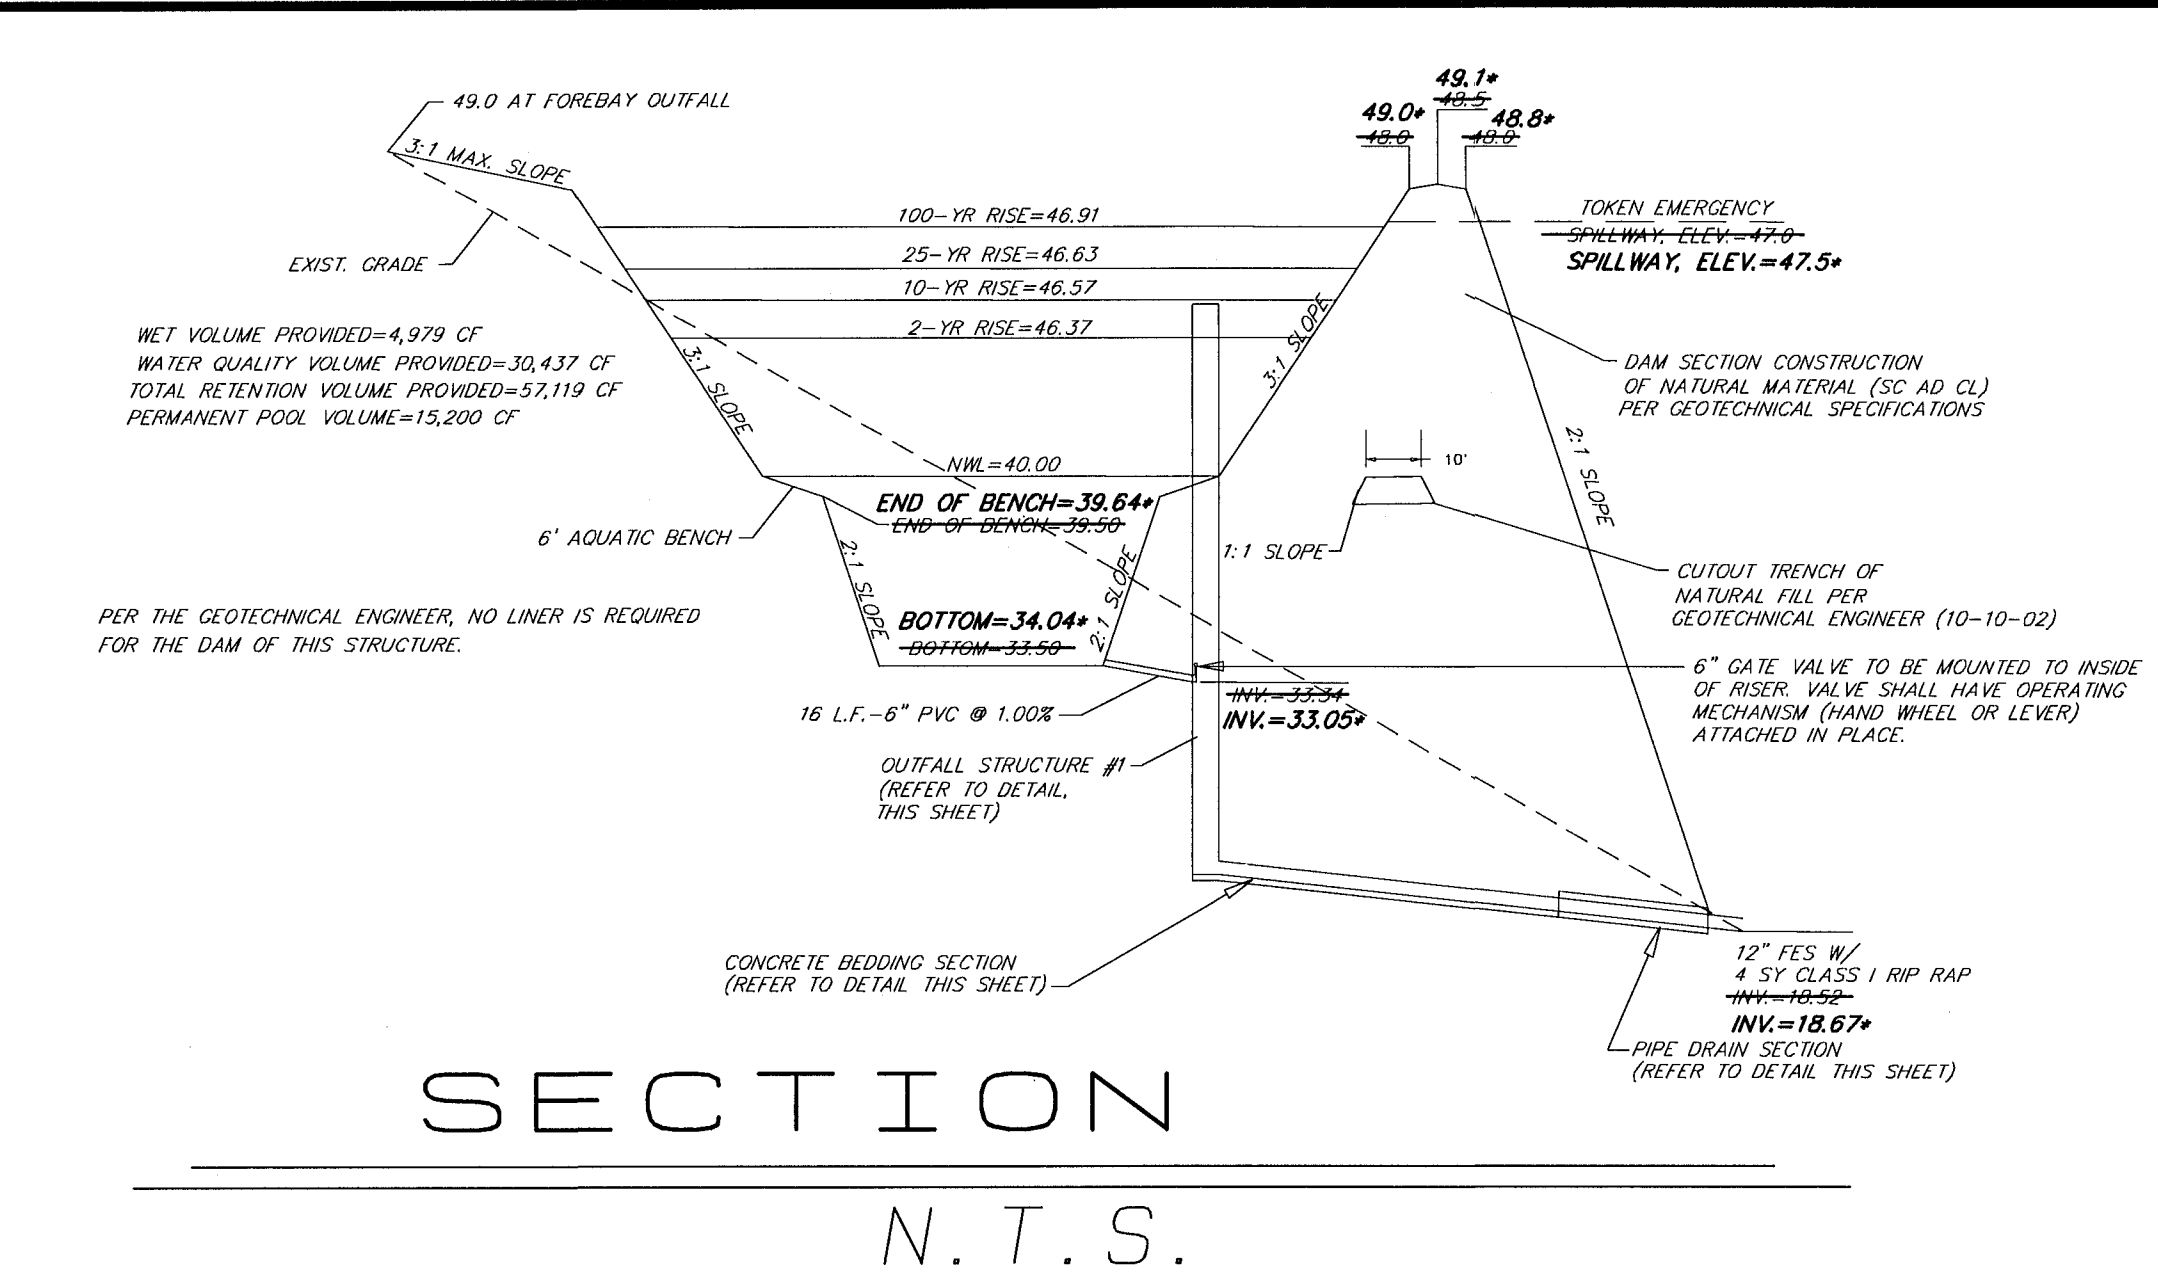 49.1*
48.5
49.0*
48.0
48.8*
48.0
49.0 AT FOREBAY OUTFALL
3:1 MAX. SLOPE
EXIST. GRADE
100-YR RISE=46.91
25-YR RISE=46.63
10-YR RISE=46.57
2-YR RISE=46.37
TOKEN EMERGENCY
SPILLWAY, ELEV.=47.0
SPILLWAY, ELEV.=47.5*
WET VOLUME PROVIDED=4,979 CF
WATER QUALITY VOLUME PROVIDED=30,437 CF
TOTAL RETENTION VOLUME PROVIDED=57,119 CF
PERMANENT POOL VOLUME=15,200 CF
3:1 SLOPE
3:1 SLOPE
DAM SECTION CONSTRUCTION
OF NATURAL MATERIAL (SC AD CL)
PER GEOTECHNICAL SPECIFICATIONS
2:1 SLOPE
10'
NWL=40.00
END OF BENCH=39.64*
END OF BENCH=39.50
6' AQUATIC BENCH
1:1 SLOPE
2:1 SLOPE
2:1 SLOPE
CUTOUT TRENCH OF
NATURAL FILL PER
GEOTECHNICAL ENGINEER (10-10-02)
PER THE GEOTECHNICAL ENGINEER, NO LINER IS REQUIRED
FOR THE DAM OF THIS STRUCTURE.
BOTTOM=34.04*
BOTTOM=33.50
6" GATE VALVE TO BE MOUNTED TO INSIDE
OF RISER. VALVE SHALL HAVE OPERATING
MECHANISM (HAND WHEEL OR LEVER)
ATTACHED IN PLACE.
INV.=33.34
INV.=33.05*
16 L.F.-6" PVC @ 1.00%
OUTFALL STRUCTURE #1
(REFER TO DETAIL,
THIS SHEET)
CONCRETE BEDDING SECTION
(REFER TO DETAIL THIS SHEET)
12" FES W/
4 SY CLASS I RIP RAP
INV.=18.52
INV.=18.67*
PIPE DRAIN SECTION
(REFER TO DETAIL THIS SHEET)
SECTION
N.T.S.